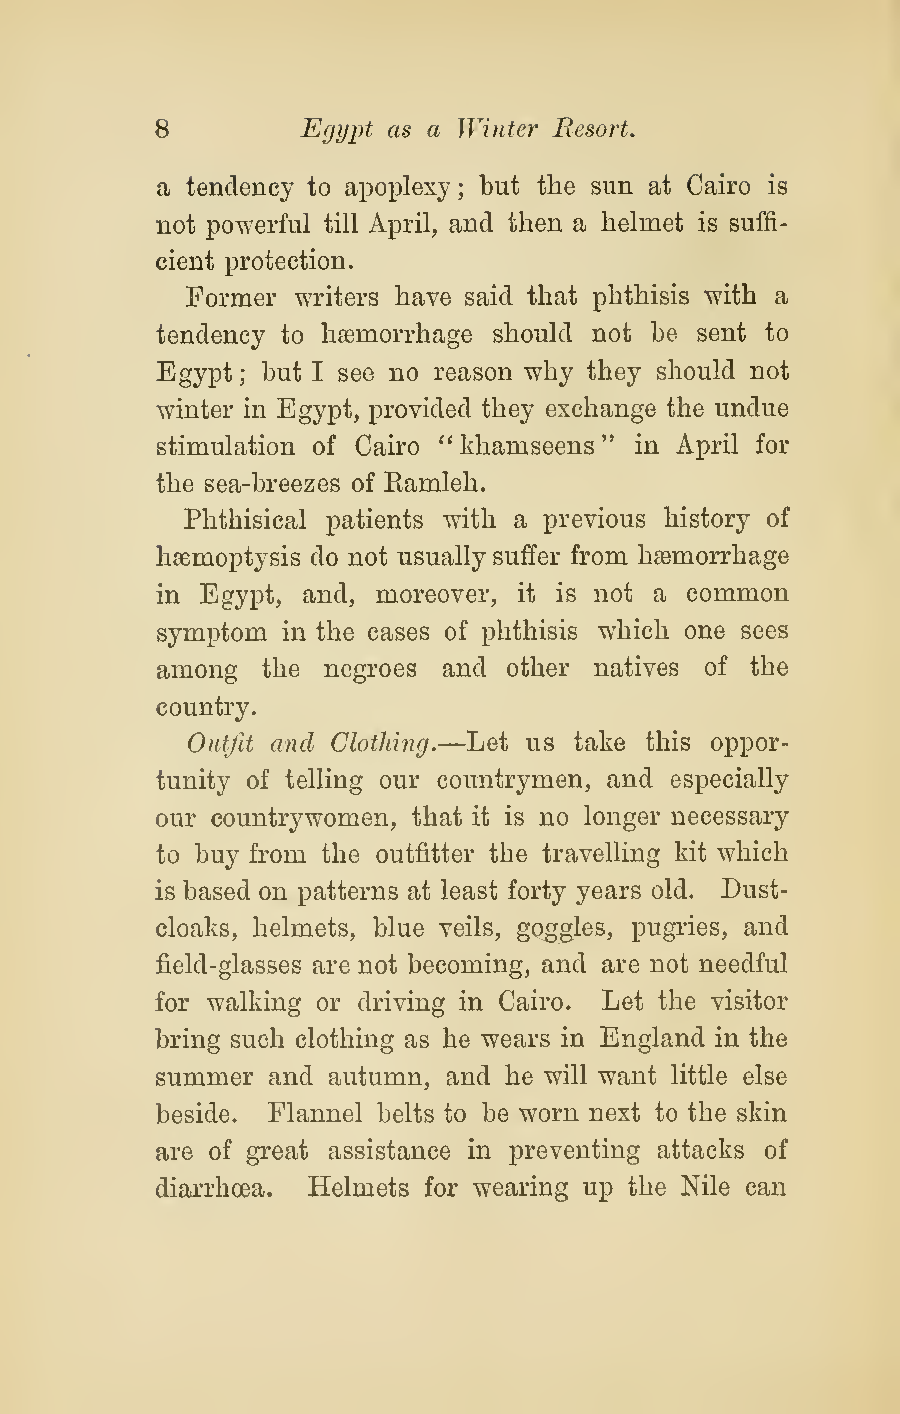 8 Egypt as a Winter Resort.
a tendency to apoplexy; but the sun at Cairo is
not powerful till April, and then a helmet is suffi-
cient protection.
Former writers have said that phthisis with a
tendency to hæmorrhage should not be sent to
Egypt; but I see no reason why they should not
winter in Egypt, provided they exchange the undue
stimulation of Cairo “khamseens” in April for
the sea-breezes of Ramleh.
Phthisical patients with a previous history of
hæmoptysis do not usually suffer from hæmorrhage
in Egypt, and, moreover, it is not a common
symptom in the cases of phthisis which one sees
among the negroes and other natives of the
country.
Outfit and Clothing.—Let us take this oppor-
tunity of telling our countrymen, and especially
our countrywomen, that it is no longer necessary
to buy from the outfitter the travelling kit which
is based on patterns at least forty years old. Dust-
cloaks, helmets, blue veils, goggles, pugries, and
field-glasses are not becoming, and are not needful
for walking or driving in Cairo. Let the visitor
bring such clothing as he wears in England in the
summer and autumn, and he will want little else
beside. Flannel belts to be worn next to the skin
are of great assistance in preventing attacks of
diarrhœa. Helmets for wearing up the Nile can